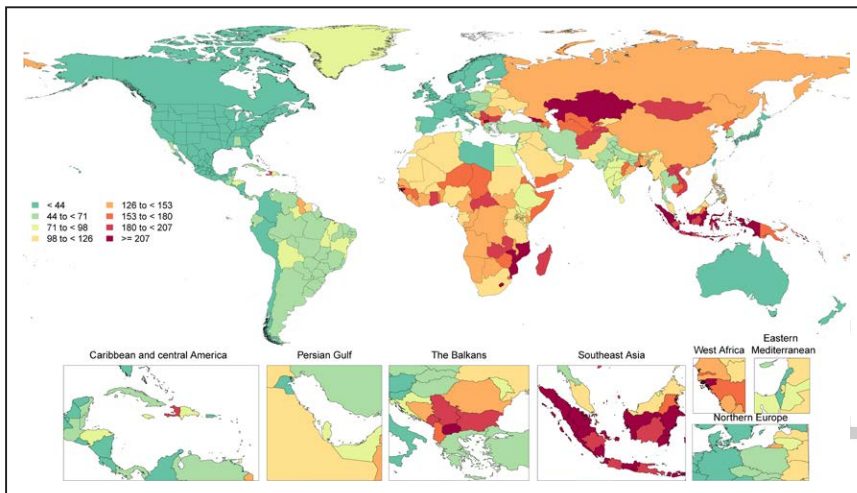 < 44
44 to < 71
71 to < 98
98 to < 126
126 to < 153
153 to < 180
180 to < 207
>= 207
Caribbean and central America
Persian Gulf
The Balkans
Southeast Asia
West Africa
Eastern
Mediterranean
Northern Europe